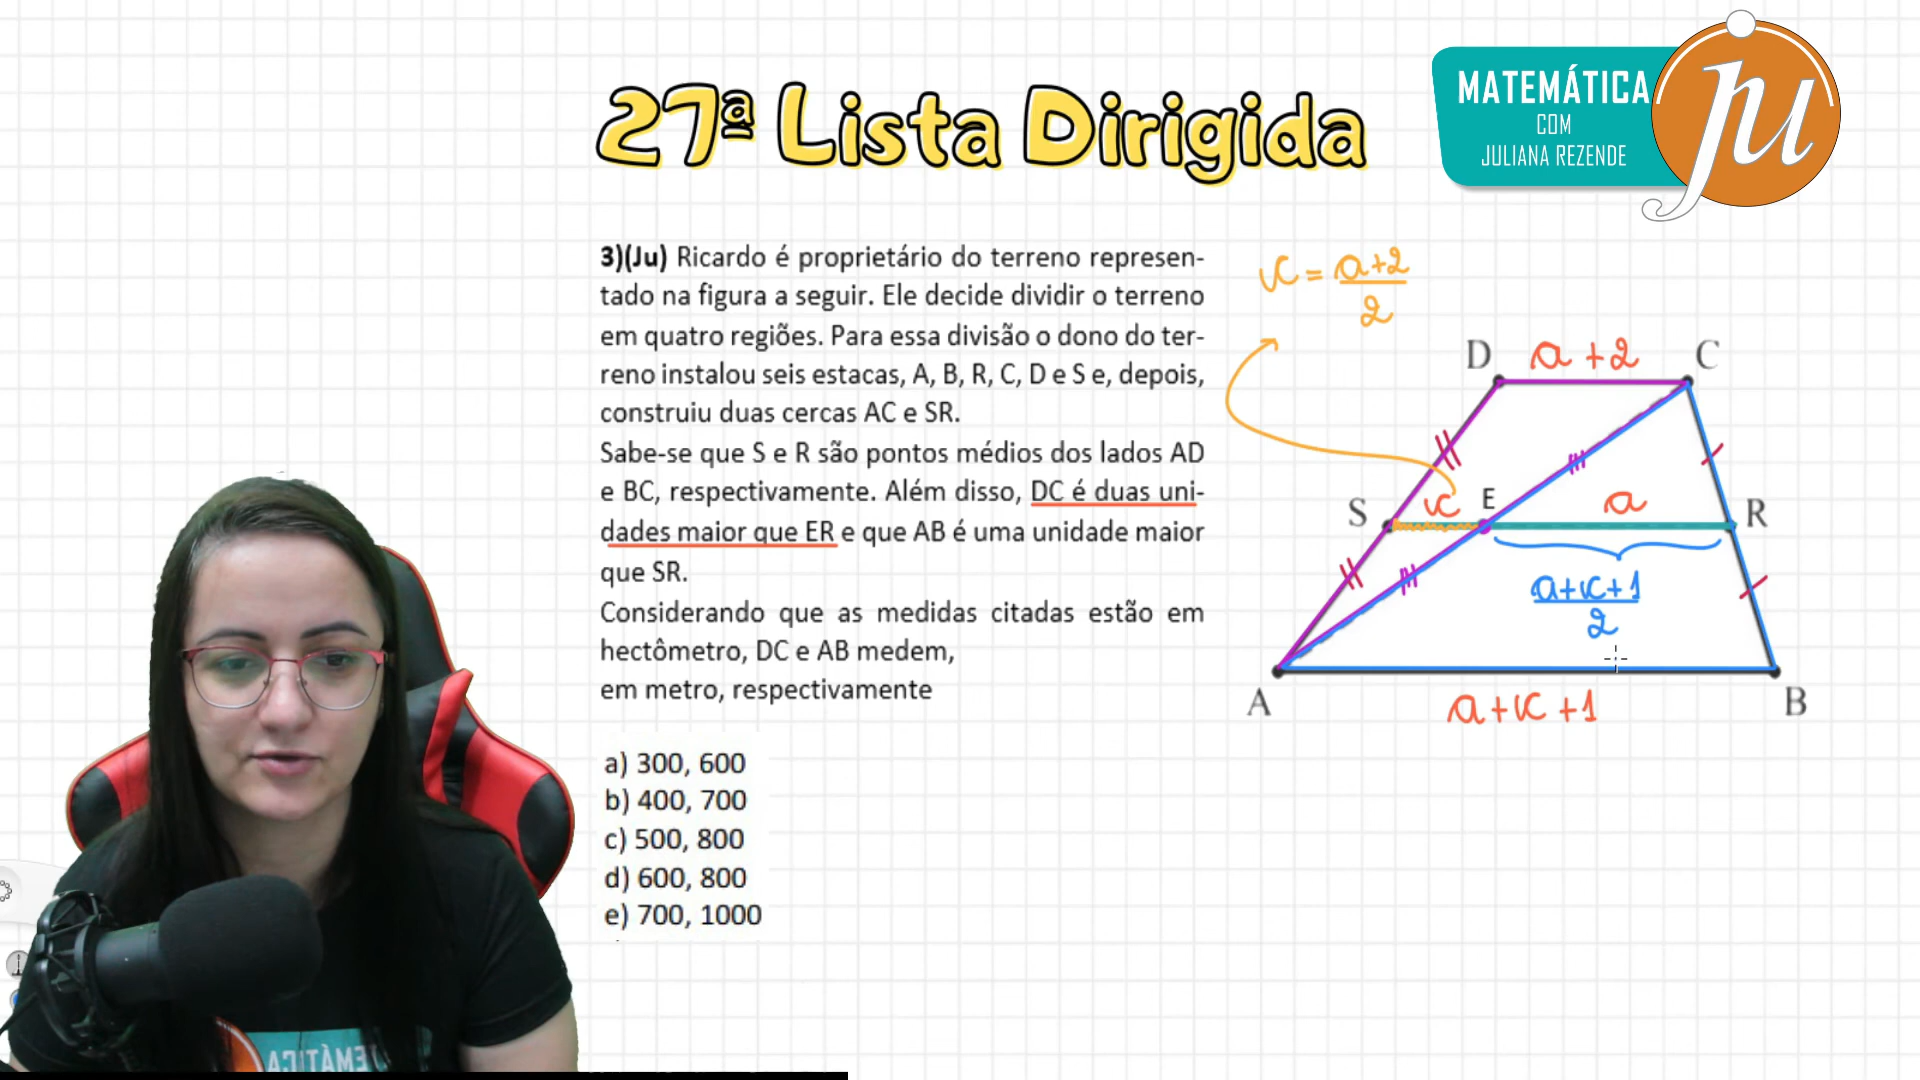 27ª Lista Dirigida
MATEMÁTICA
COM
JULIANA REZENDE
ju
3)(Ju) Ricardo é proprietário do terreno represen-
tado na figura a seguir. Ele decide dividir o terreno
em quatro regiões. Para essa divisão o dono do ter-
reno instalou seis estacas, A, B, R, C, D e S e, depois,
construiu duas cercas AC e SR.
Sabe-se que S e R são pontos médios dos lados AD
e BC, respectivamente. Além disso, DC é duas uni-
dades maior que ER e que AB é uma unidade maior
que SR.
Considerando que as medidas citadas estão em
hectômetro, DC e AB medem,
em metro, respectivamente
a) 300, 600
b) 400, 700
c) 500, 800
d) 600, 800
e) 700, 1000
x = a+2
2
D a +2 C
S x E a R
a+x+1
2
A a+x+1 B